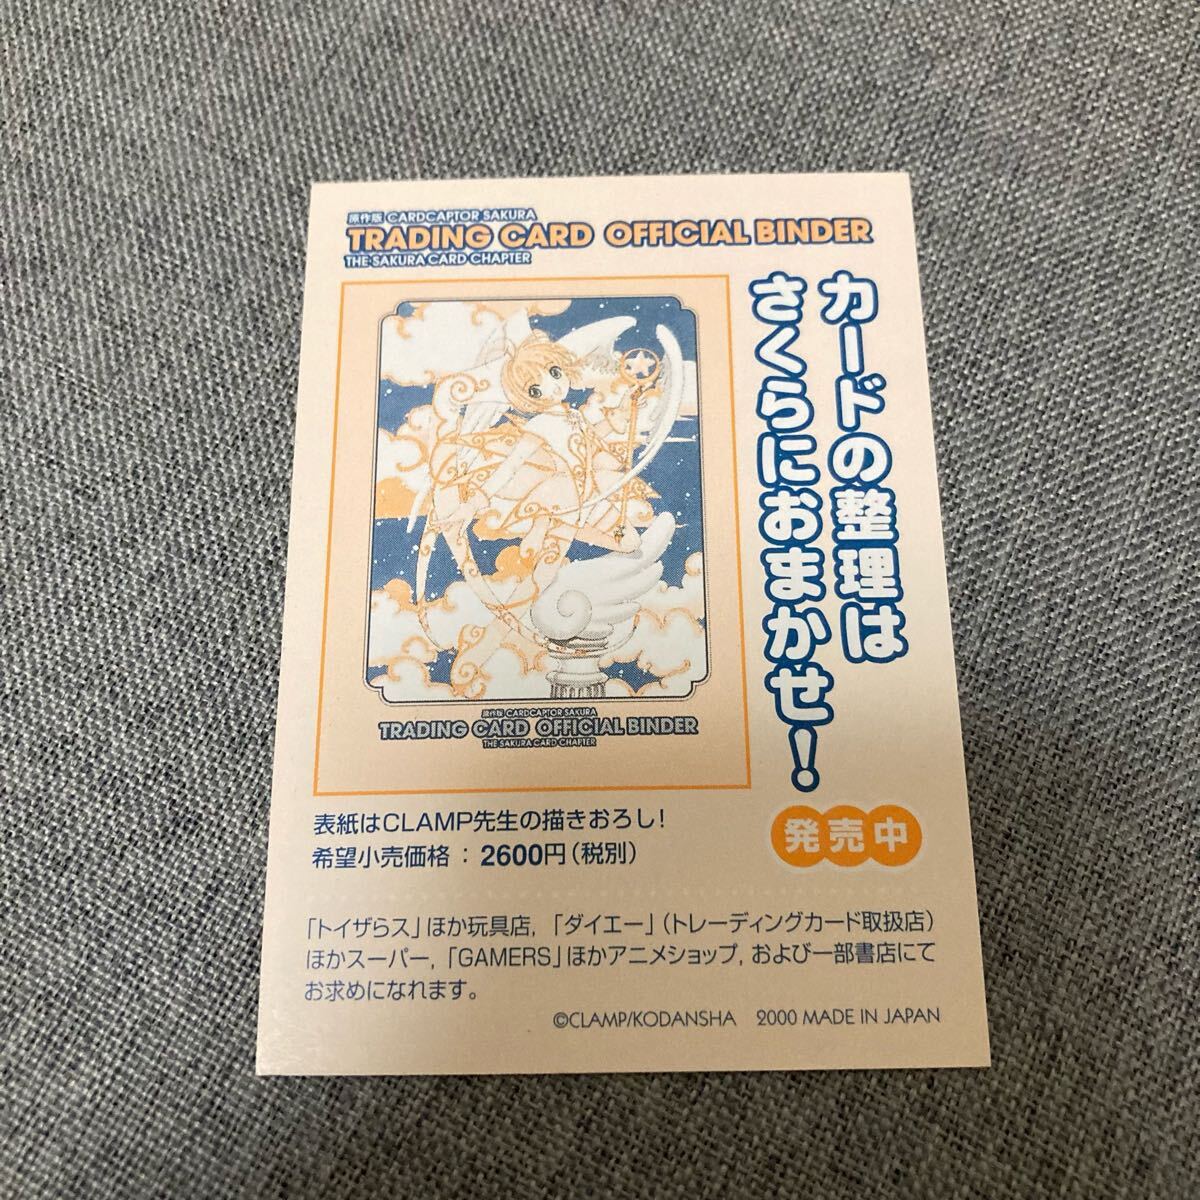 原作版 CARDCAPTOR SAKURA
TRADING CARD OFFICIAL BINDER
THE SAKURA CARD CHAPTER
カードの整理は
さくらにおまかせ!
原作版 CARDCAPTOR SAKURA
TRADING CARD OFFICIAL BINDER
THE SAKURA CARD CHAPTER
発売中
表紙はCLAMP先生の描きおろし!
希望小売価格:2600円(税別)
「トイザらス」ほか玩具店,「ダイエー」(トレーディングカード取扱店)
ほかスーパー,「GAMERS」ほかアニメショップ,および一部書店にて
お求めになれます。
©CLAMP/KODANSHA 2000 MADE IN JAPAN